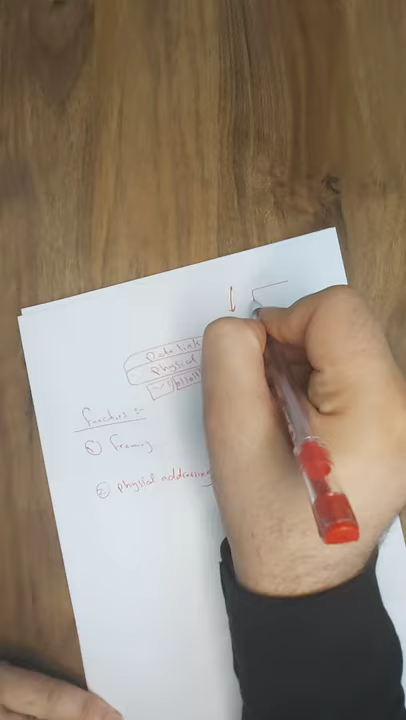 Data link
physical
Functions :-
① Framing
② physical addressing